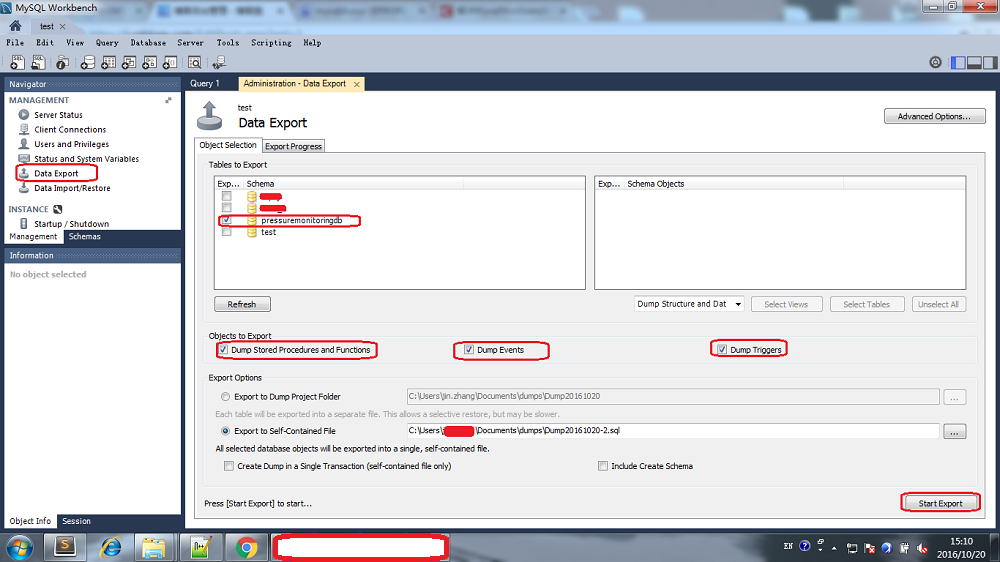 MySQL Workbench
test
File Edit View Query Database Server Tools Scripting Help
Navigator
MANAGEMENT
Server Status
Client Connections
Users and Privileges
Status and System Variables
Data Export
Data Import/Restore
INSTANCE
Startup / Shutdown
Management Schemas
Information
No object selected
Object Info Session
Query 1 Administration - Data Export
test
Data Export
Advanced Options...
Object Selection Export Progress
Tables to Export
Exp... Schema
pressuremonitoringdb
test
Exp... Schema Objects
Refresh
Dump Structure and Dat
Select Views
Select Tables
Unselect All
Objects to Export
Dump Stored Procedures and Functions
Dump Events
Dump Triggers
Export Options
Export to Dump Project Folder
C:\Users\jin.zhang\Documents\dumps\Dump20161020
...
Each table will be exported into a separate file. This allows a selective restore, but may be slower.
Export to Self-Contained File
C:\Users\ \Documents\dumps\Dump20161020-2.sql
...
All selected database objects will be exported into a single, self-contained file.
Create Dump in a Single Transaction (self-contained file only)
Include Create Schema
Press [Start Export] to start...
Start Export
EN
15:10
2016/10/20